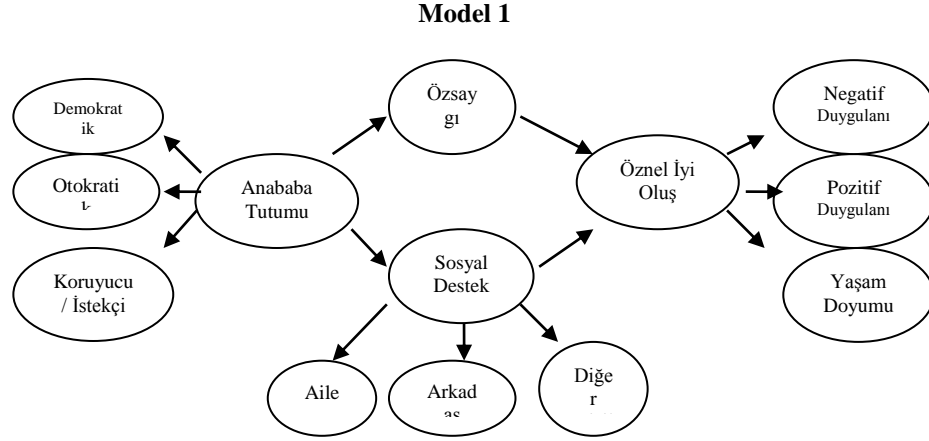 Model 1
Demokrat
ik
Otokrati
Koruyucu
/ İstekçi
Anababa
Tutumu
Özsay
gı
Sosyal
Destek
Öznel İyi
Oluş
Negatif
Duygulanı
Pozitif
Duygulanı
Yaşam
Doyumu
Aile
Arkad
Diğe
r